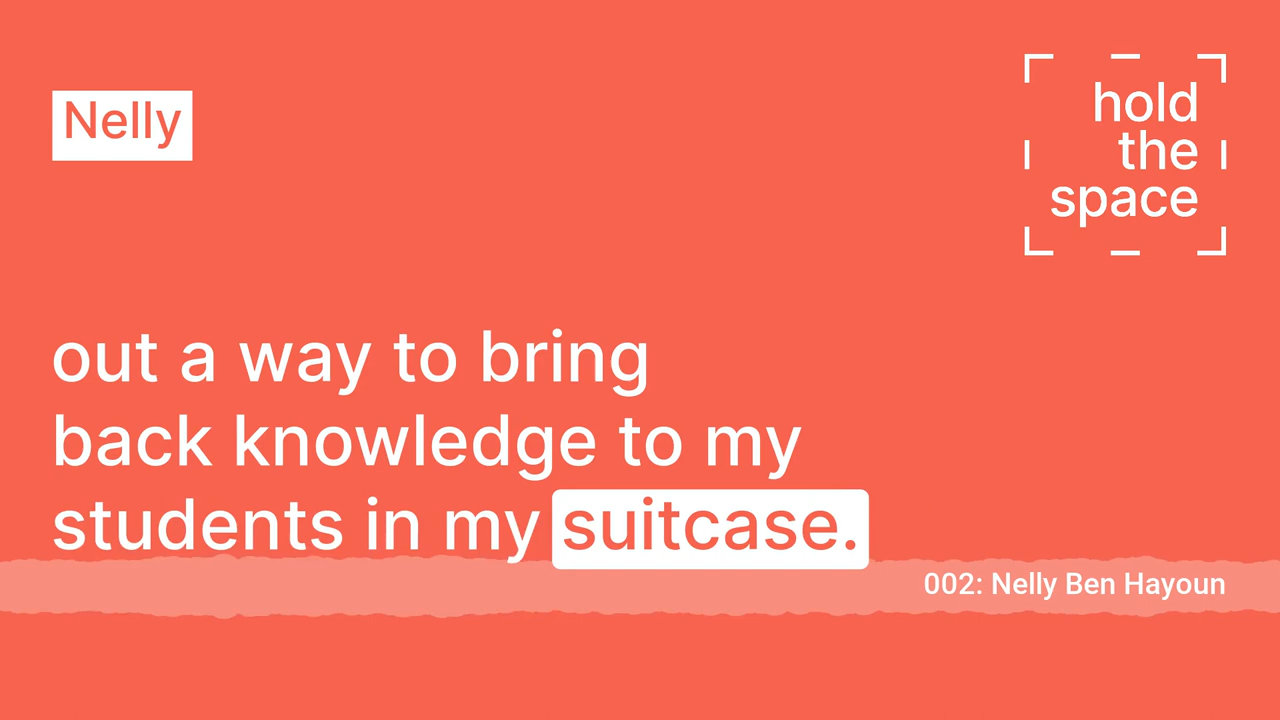 Nelly
hold
the
space
out a way to bring
back knowledge to my
students in my suitcase.
002: Nelly Ben Hayoun